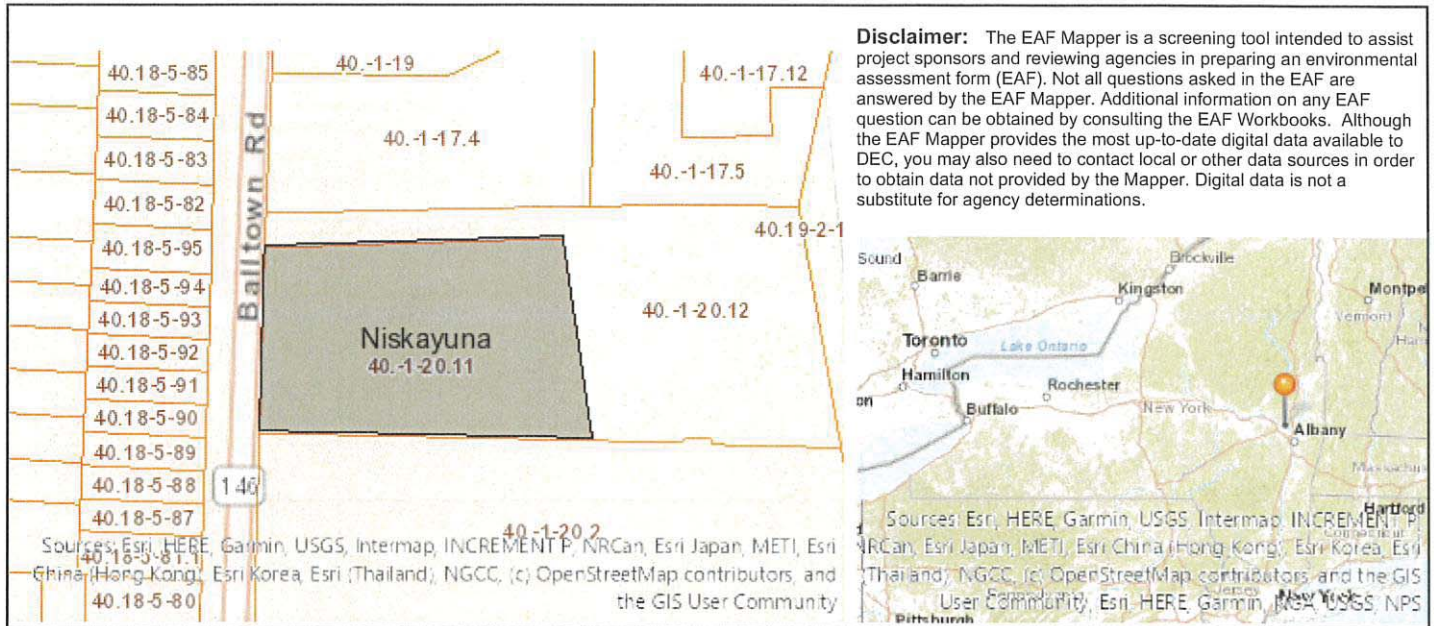 Disclaimer: The EAF Mapper is a screening tool intended to assist
project sponsors and reviewing agencies in preparing an environmental
assessment form (EAF). Not all questions asked in the EAF are
answered by the EAF Mapper. Additional information on any EAF
question can be obtained by consulting the EAF Workbooks. Although
the EAF Mapper provides the most up-to-date digital data available to
DEC, you may also need to contact local or other data sources in order
to obtain data not provided by the Mapper. Digital data is not a
substitute for agency determinations.
40.18-5-85
40.18-5-84
40.18-5-83
40.18-5-82
40.18-5-95
40.18-5-94
40.18-5-93
40.18-5-92
40.18-5-91
40.18-5-90
40.18-5-89
40.18-5-88
40.18-5-87
40.18-5-81.1
40.18-5-80
Balltown Rd
146
40.-1-19
40.-1-17.12
40.-1-17.4
40.-1-17.5
40.19-2-1
40.-1-20.12
Niskayuna
40.-1-20.11
40.-1-20.2
Sources: Esri, HERE, Garmin, USGS, Intermap, INCREMENT P, NRCan, Esri Japan, METI, Esri
China (Hong Kong), Esri Korea, Esri (Thailand), NGCC, (c) OpenStreetMap contributors, and
the GIS User Community
Sound
Barrie
Brockville
Kingston
Montpe
Vermont
Toronto
Lake Ontario
Hamilton
Rochester
Buffalo
New York
Albany
Hartford
Pittsburgh
New York
Sources: Esri, HERE, Garmin, USGS, Intermap, INCREMENT P,
NRCan, Esri Japan, METI, Esri China (Hong Kong), Esri Korea, Esri
(Thailand), NGCC, (c) OpenStreetMap contributors, and the GIS
User Community, Esri, HERE, Garmin, NGA, USGS, NPS